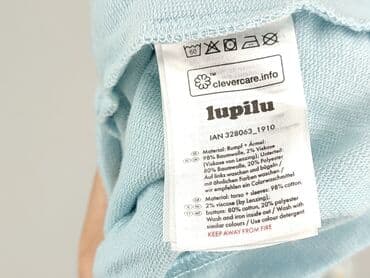 60
clevercare.info
lupilu
IAN 328063_1910
Material: Rumpf + Ärmel:
98% Baumwolle, 2% Viskose
(Viskose von Lenzing); Unterteil:
80% Baumwolle, 20% Polyester
Auf links waschen und bügeln /
mit ähnlichen Farben waschen /
wir empfehlen ein Colorwaschmittel
Material: torso + sleeves: 98% cotton,
2% viscose (by Lenzing);
bottom: 80% cotton, 20% polyester
Wash and iron inside out / Wash with
similar colours / Use colour detergent
KEEP AWAY FROM FIRE